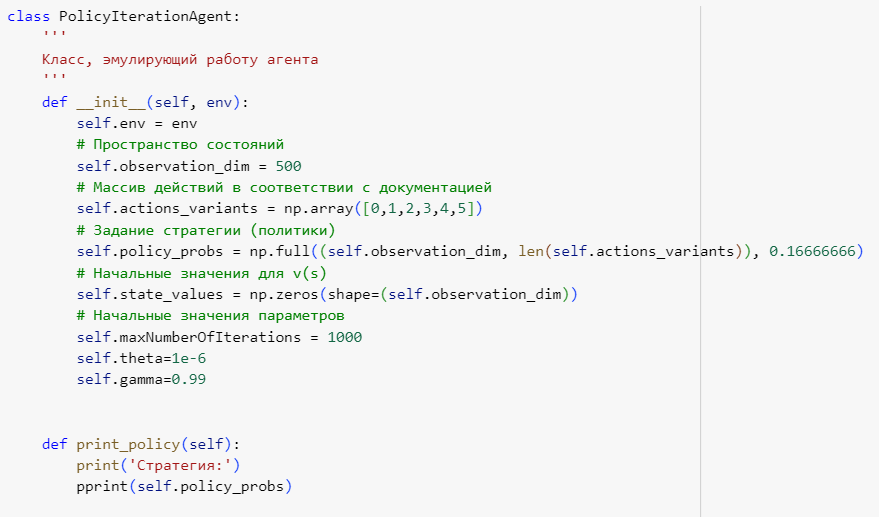 class PolicyIterationAgent:
    '''
    Класс, эмулирующий работу агента
    '''
    def __init__(self, env):
        self.env = env
        # Пространство состояний
        self.observation_dim = 500
        # Массив действий в соответствии с документацией
        self.actions_variants = np.array([0,1,2,3,4,5])
        # Задание стратегии (политики)
        self.policy_probs = np.full((self.observation_dim, len(self.actions_variants)), 0.16666666)
        # Начальные значения для v(s)
        self.state_values = np.zeros(shape=(self.observation_dim))
        # Начальные значения параметров
        self.maxNumberOfIterations = 1000
        self.theta=1e-6
        self.gamma=0.99
    def print_policy(self):
        print('Стратегия:')
        pprint(self.policy_probs)